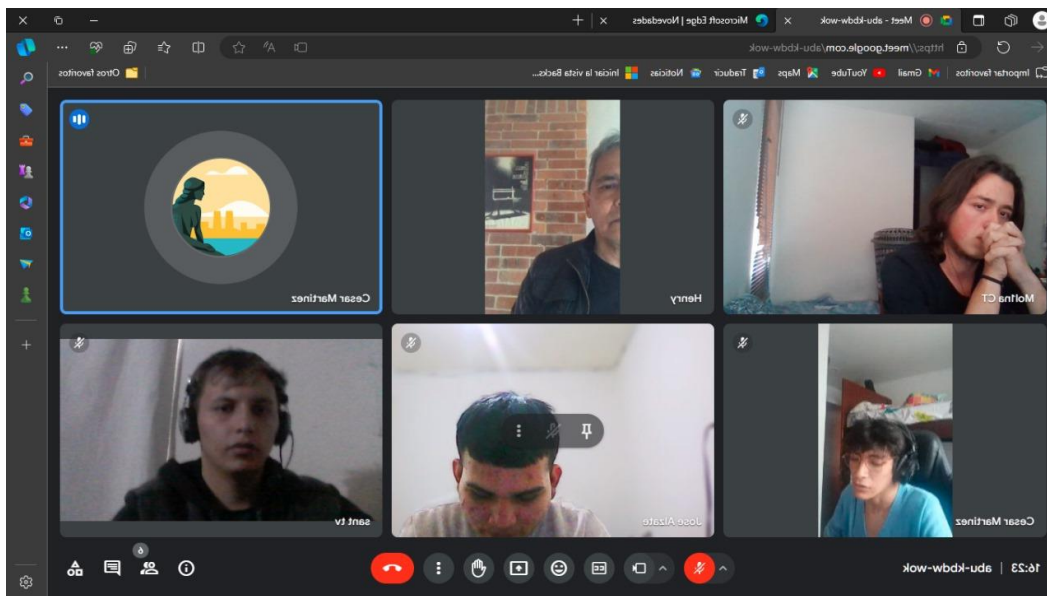 Meet - abu-kbdw-wok
Microsoft Edge | Novedades
https://meet.google.com/abu-kbdw-wok
Importar favoritos
Gmail
YouTube
Maps
Traducir
Noticias
Iniciar la vista Backs...
Otros favoritos
Mol1na CT
Henry
Cesar Martinez
Cesar Martinez
Jose Alzate
sant tv
16:23 | abu-kbdw-wok
6